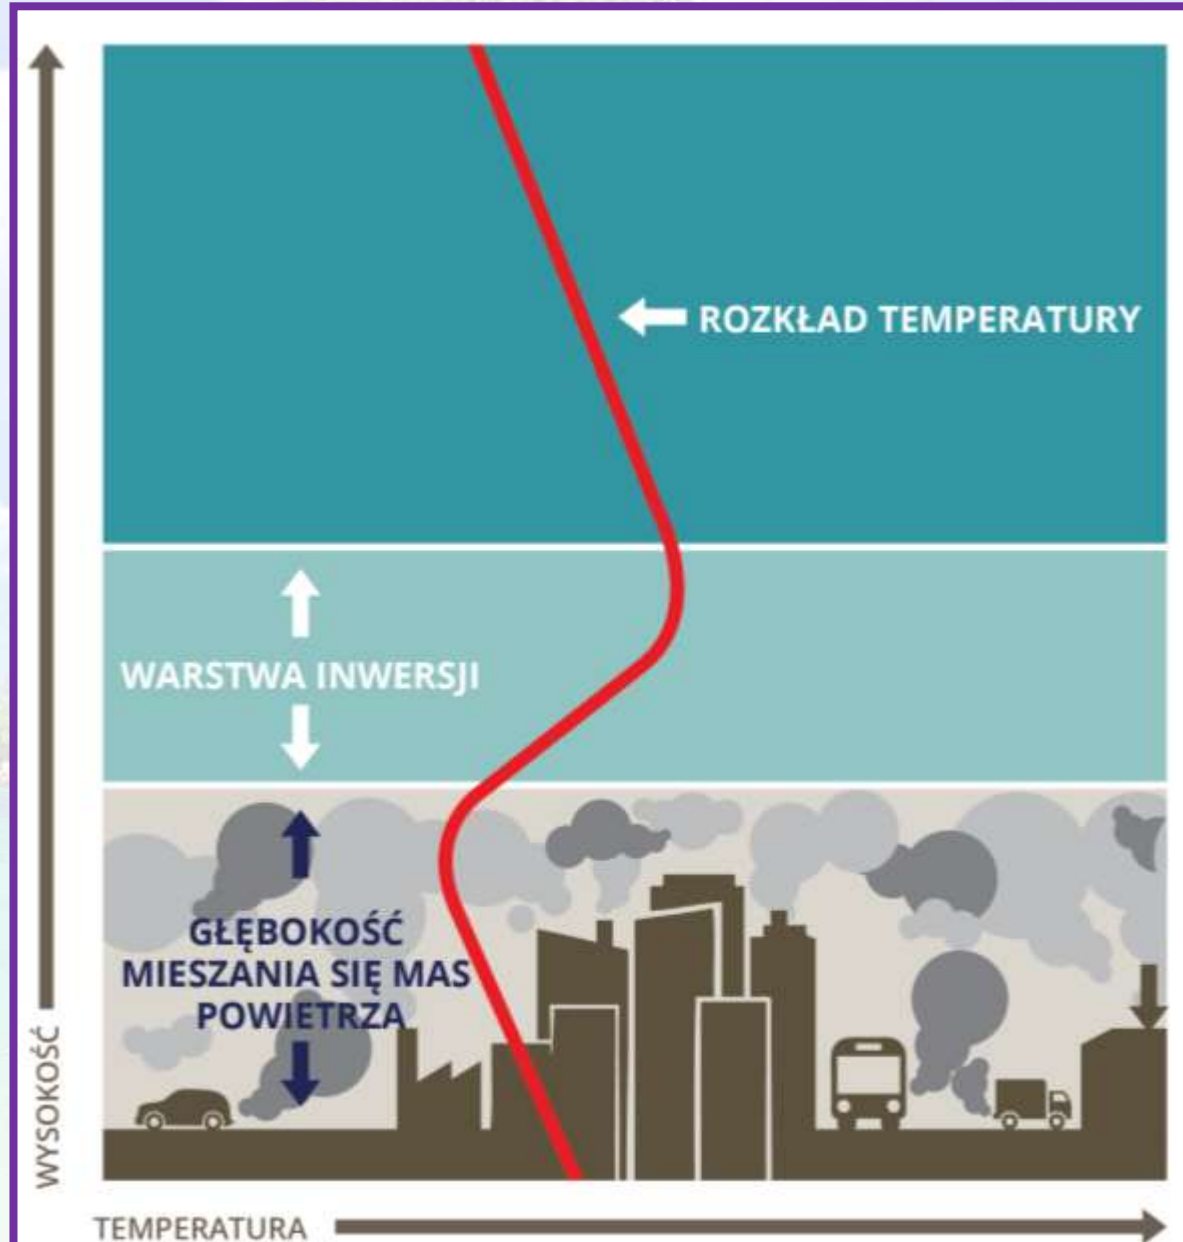 ROZKŁAD TEMPERATURY
WARSTWA INWERSJI
GŁĘBOKOŚĆ
MIESZANIA SIĘ MAS
POWIETRZA
WYSOKOŚĆ
TEMPERATURA